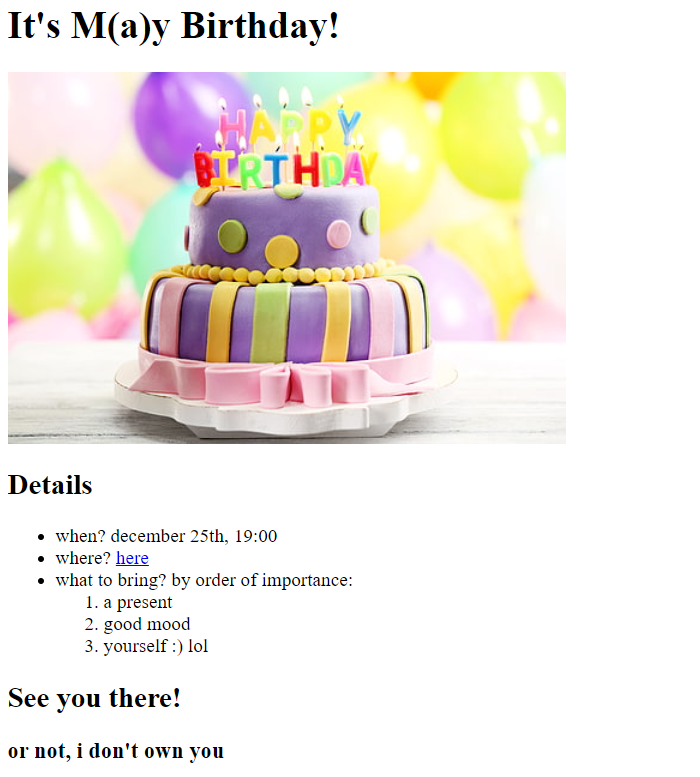 It's M(a)y Birthday!
HAPPY
BIRTHDAY
Details
• when? december 25th, 19:00
• where? here
• what to bring? by order of importance:
1. a present
2. good mood
3. yourself :) lol
See you there!
or not, i don't own you